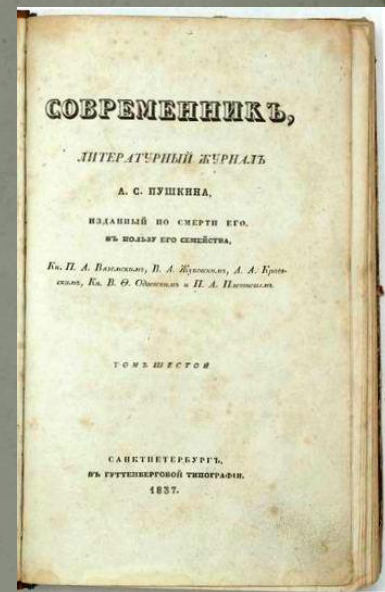 СОВРЕМЕННИКЪ,
ЛИТЕРАТУРНЫЙ ЖУРНАЛЪ
А. С. ПУШКИНА,
ИЗДАННЫЙ ПО СМЕРТИ ЕГО,
ВЪ ПОЛЬЗУ ЕГО СЕМЕЙСТВА,
Кн. П. А. Вяземскимъ, В. А. Жуковскимъ, А. А. Краев-
скимъ, Кн. В. Ѳ. Одоевскимъ и П. А. Плетневымъ
ТОМЪ ШЕСТОЙ
САНКТПЕТЕРБУРГЪ,
ВЪ ГУТТЕНБЕРГОВОЙ ТИПОГРАФІИ.
1837.